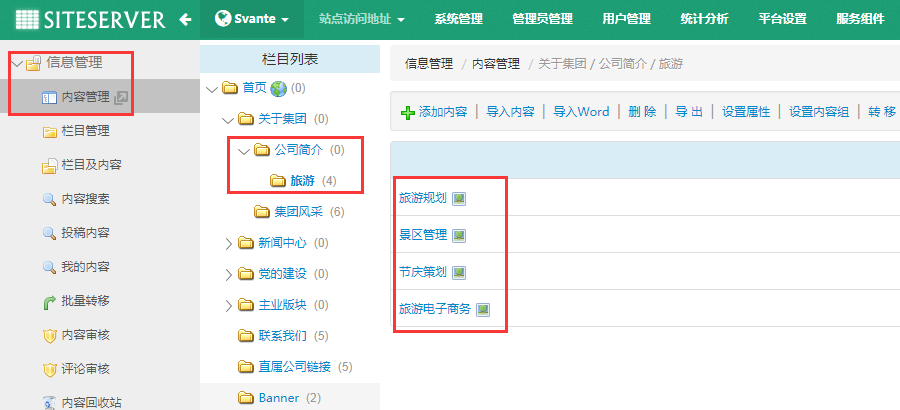 SITESERVER
Svante
站点访问地址
系统管理
管理员管理
用户管理
统计分析
平台设置
服务组件
信息管理
内容管理
栏目管理
栏目及内容
内容搜索
投稿内容
我的内容
批量转移
内容审核
评论审核
内容回收站
栏目列表
首页 (0)
关于集团 (0)
公司简介 (0)
旅游 (4)
集团风采 (6)
新闻中心 (0)
党的建设 (0)
主业版块 (0)
联系我们 (5)
直属公司链接 (5)
Banner (2)
信息管理 / 内容管理 / 关于集团 / 公司简介 / 旅游
添加内容 | 导入内容 | 导入Word | 删 除 | 导 出 | 设置属性 | 设置内容组 | 转 移
旅游规划
景区管理
节庆策划
旅游电子商务